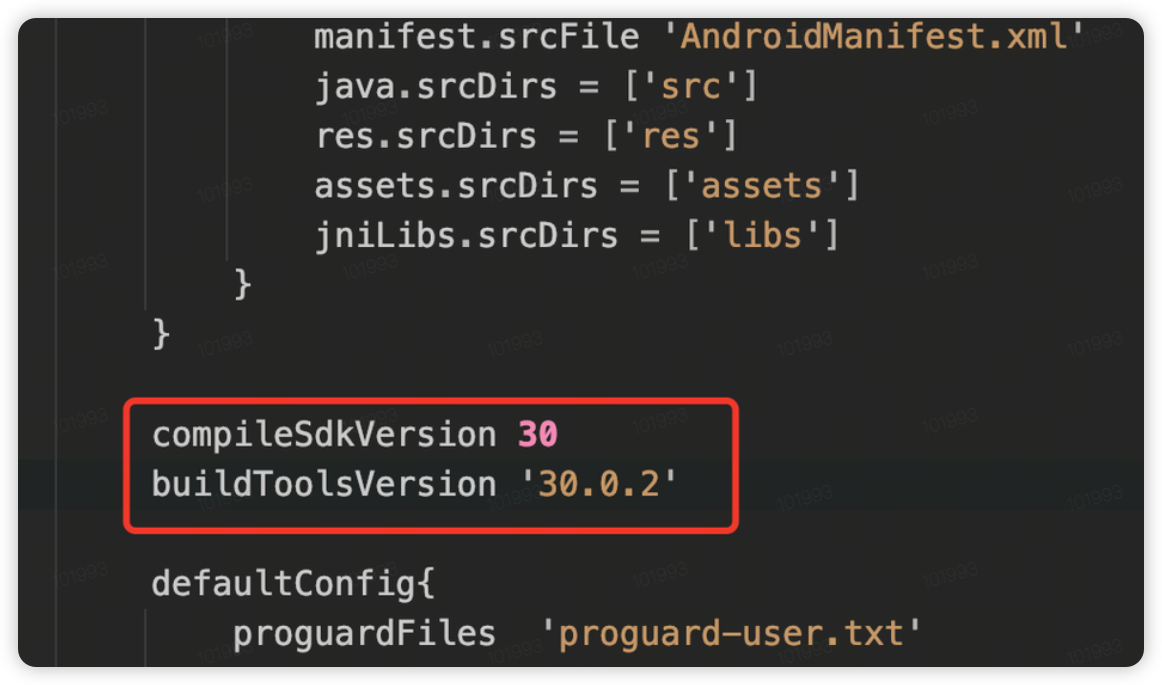 manifest.srcFile 'AndroidManifest.xml'
java.srcDirs = ['src']
res.srcDirs = ['res']
assets.srcDirs = ['assets']
jniLibs.srcDirs = ['libs']
}
}
compileSdkVersion 30
buildToolsVersion '30.0.2'
defaultConfig{
proguardFiles  'proguard-user.txt'
101993